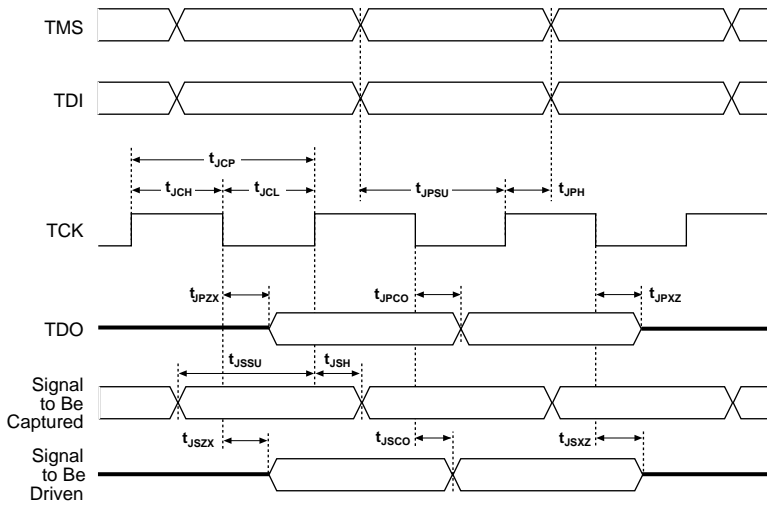 TMS
TDI
tJCP
tJCH
tJCL
tJPSU
tJPH
TCK
tJPZX
tJPCO
tJPXZ
TDO
tJSSU
tJSH
Signal
to Be
Captured
tJSZX
tJSCO
tJSXZ
Signal
to Be
Driven